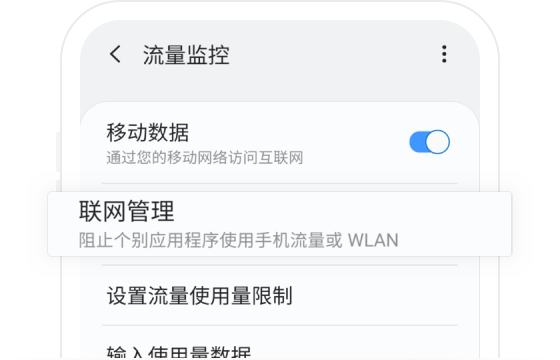 流量监控
移动数据
通过您的移动网络访问互联网
联网管理
阻止个别应用程序使用手机流量或 WLAN
设置流量使用量限制
输入使用量数据